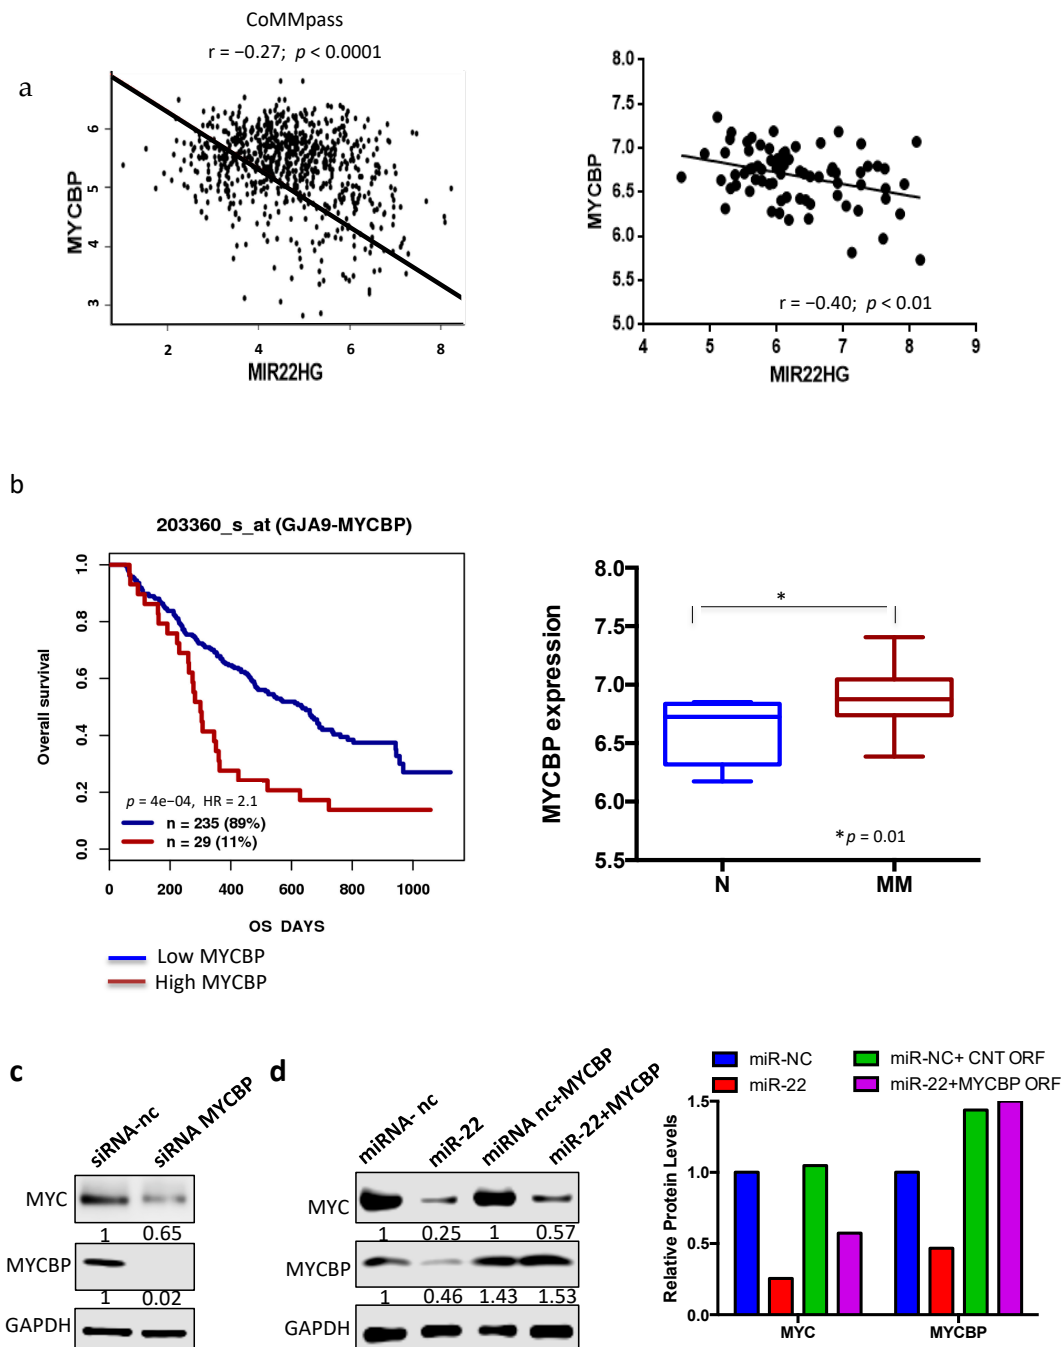 CoMMpass
r = −0.27; p < 0.0001
a
MYCBP
6
5
4
3
2
4
6
8
MIR22HG
MYCBP
8.0
7.5
7.0
6.5
6.0
5.5
5.0
r = −0.40; p < 0.01
4
5
6
7
8
9
MIR22HG
b
203360_s_at (GJA9-MYCBP)
Overall survival
1.0
0.8
0.6
0.4
0.2
0.0
p = 4e−04, HR = 2.1
n = 235 (89%)
n = 29 (11%)
0
200
400
600
800
1000
OS_DAYS
Low MYCBP
High MYCBP
MYCBP expression
8.0
7.5
7.0
6.5
6.0
5.5
*
*p = 0.01
N
MM
c
siRNA-nc
siRNA MYCBP
MYC
1
0.65
MYCBP
1
0.02
GAPDH
d
miRNA- nc
miR-22
miRNA nc+MYCBP
miR-22+MYCBP
MYC
1
0.25
1
0.57
MYCBP
1
0.46
1.43
1.53
GAPDH
miR-NC
miR-22
miR-NC+ CNT ORF
miR-22+MYCBP ORF
Relative Protein Levels
1.5
1.0
0.5
0.0
MYC
MYCBP